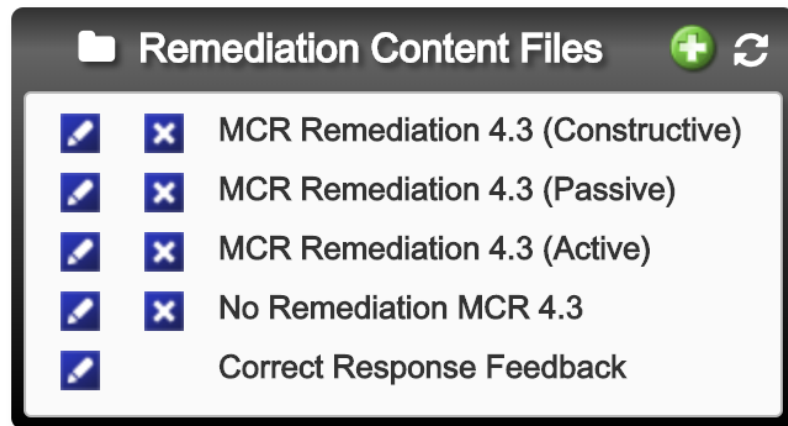 Remediation Content Files
MCR Remediation 4.3 (Constructive)
MCR Remediation 4.3 (Passive)
MCR Remediation 4.3 (Active)
No Remediation MCR 4.3
Correct Response Feedback